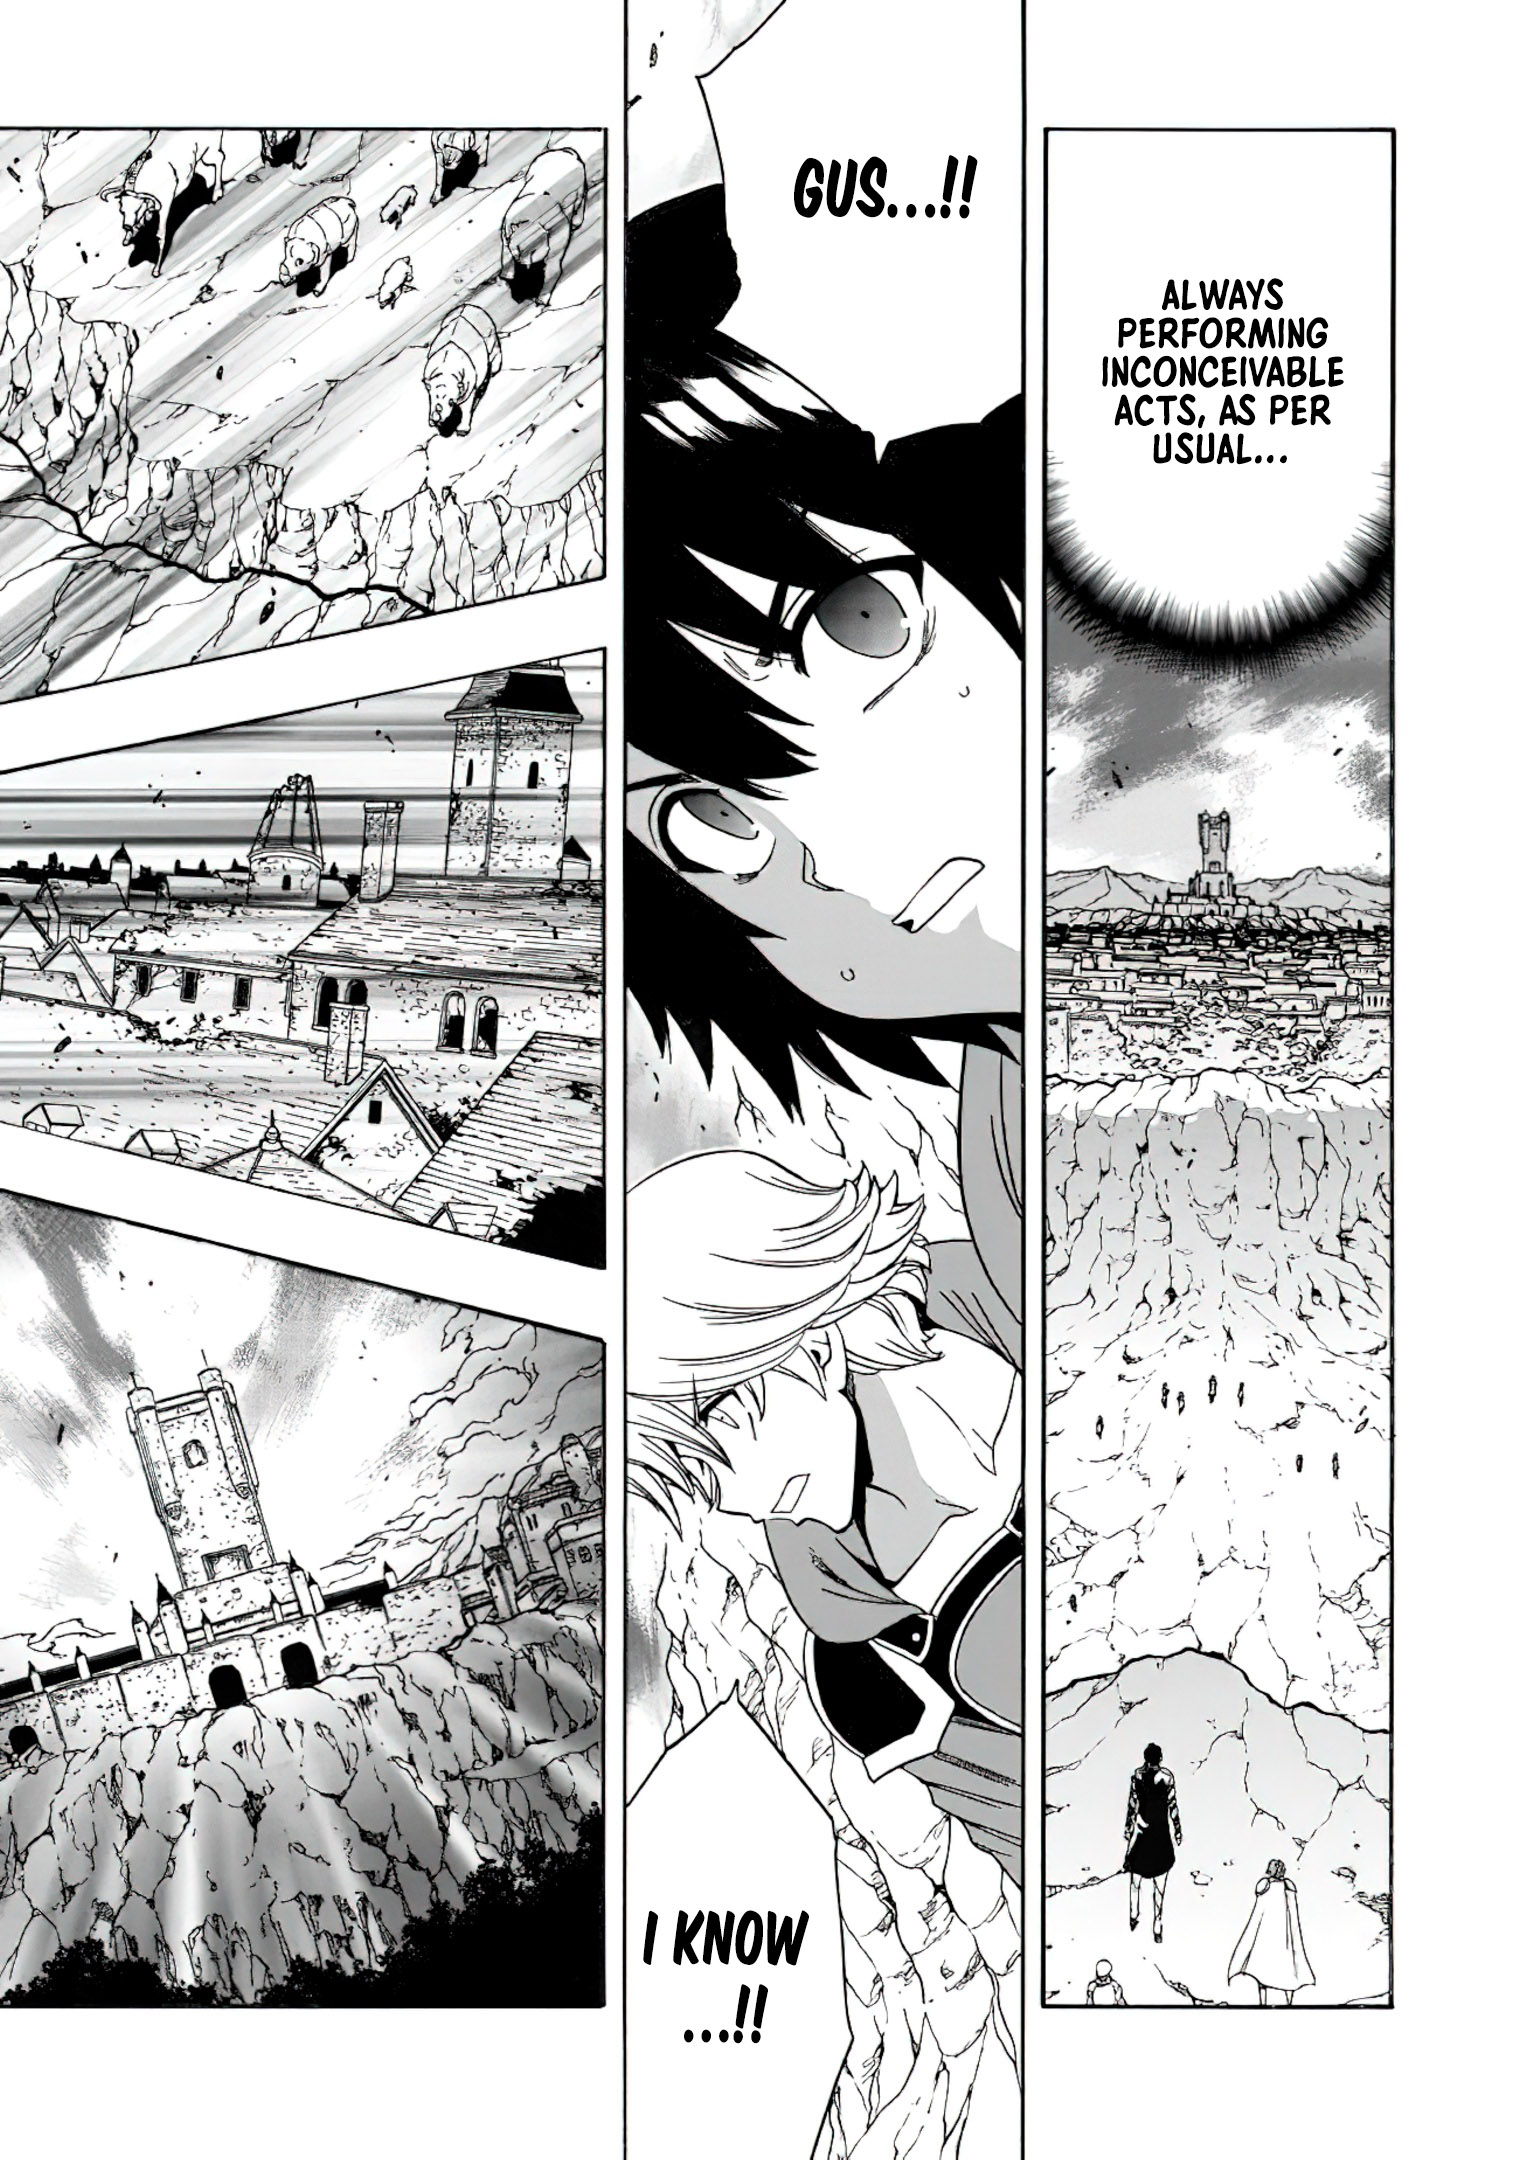 ALWAYS
PERFORMING
INCONCEIVABLE
ACTS, AS PER
USUAL...
GUS...!!
I KNOW
...!!